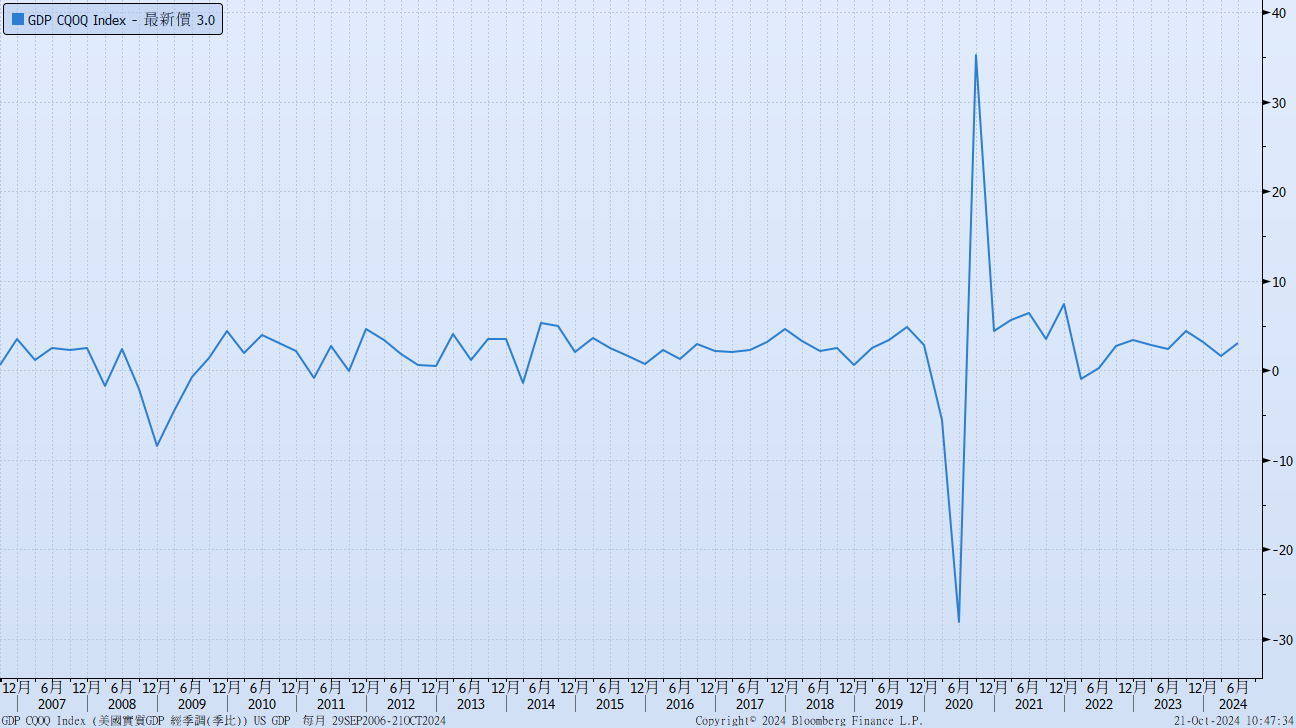 GDP CQOQ Index - 最新價 3.0
40
30
20
10
0
-10
-20
-30
12月 6月 12月 6月 12月 6月 12月 6月 12月 6月 12月 6月 12月 6月 12月 6月 12月 6月 12月 6月 12月 6月 12月 6月 12月 6月 12月 6月 12月 6月 12月 6月 12月 6月 12月 6月
2007 2008 2009 2010 2011 2012 2013 2014 2015 2016 2017 2018 2019 2020 2021 2022 2023 2024
GDP CQOQ Index (美國實質GDP 經季調(季比)) US GDP 每月 29SEP2006-21OCT2024 Copyright© 2024 Bloomberg Finance L.P. 21-Oct-2024 10:47:34